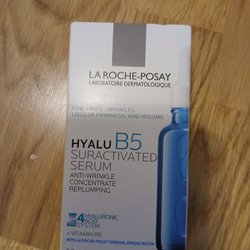 LA ROCHE-POSAY
LABORATOIRE DERMATOLOGIQUE
FINE LINES, WRINKLES,
LOSS OF FIRMNESS AND VOLUME
HYALU B5
SURACTIVATED
SERUM
ANTI-WRINKLE
CONCENTRATE
REPLUMPING
4 HYALURONIC
ACID
SYSTEM
+ VITAMIN B5
WITH LA ROCHE-POSAY THERMAL SPRING WATER